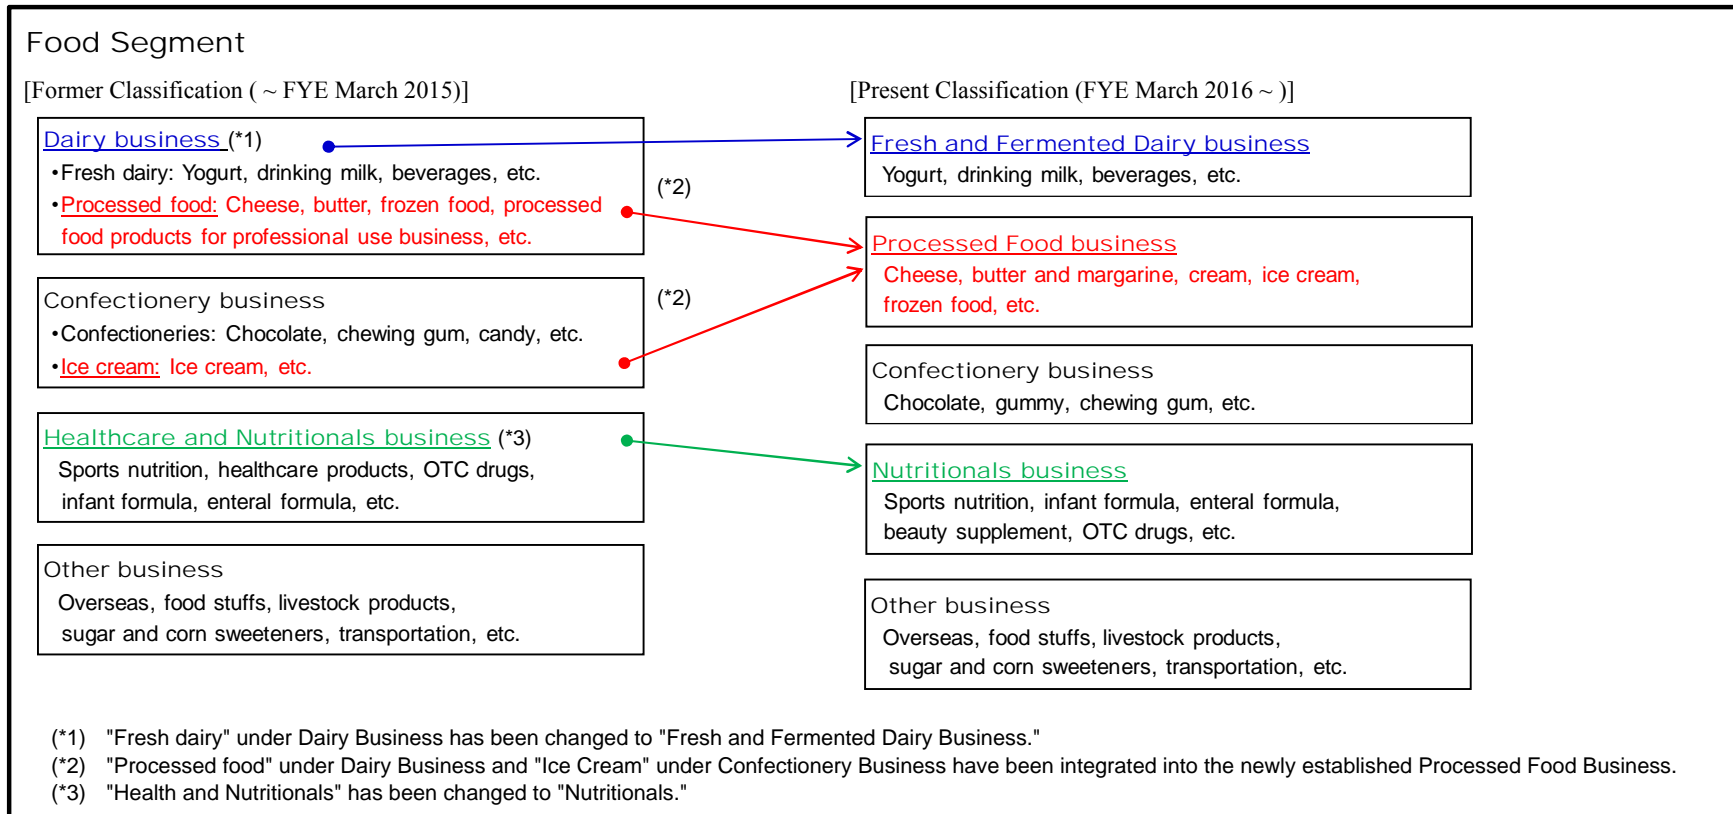 Food Segment
[Former Classification ( ~ FYE March 2015)]
Dairy business (*1)
・Fresh dairy: Yogurt, drinking milk, beverages, etc.
・Processed food: Cheese, butter, frozen food, processed
food products for professional use business, etc.
(*2)
Confectionery business
・Confectioneries: Chocolate, chewing gum, candy, etc.
・Ice cream: Ice cream, etc.
(*2)
Healthcare and Nutritionals business (*3)
Sports nutrition, healthcare products, OTC drugs,
infant formula, enteral formula, etc.
Other business
Overseas, food stuffs, livestock products,
sugar and corn sweeteners, transportation, etc.
[Present Classification (FYE March 2016 ~ )]
Fresh and Fermented Dairy business
Yogurt, drinking milk, beverages, etc.
Processed Food business
Cheese, butter and margarine, cream, ice cream,
frozen food, etc.
Confectionery business
Chocolate, gummy, chewing gum, etc.
Nutritionals business
Sports nutrition, infant formula, enteral formula,
beauty supplement, OTC drugs, etc.
Other business
Overseas, food stuffs, livestock products,
sugar and corn sweeteners, transportation, etc.
(*1) "Fresh dairy" under Dairy Business has been changed to "Fresh and Fermented Dairy Business."
(*2) "Processed food" under Dairy Business and "Ice Cream" under Confectionery Business have been integrated into the newly established Processed Food Business.
(*3) "Health and Nutritionals" has been changed to "Nutritionals."